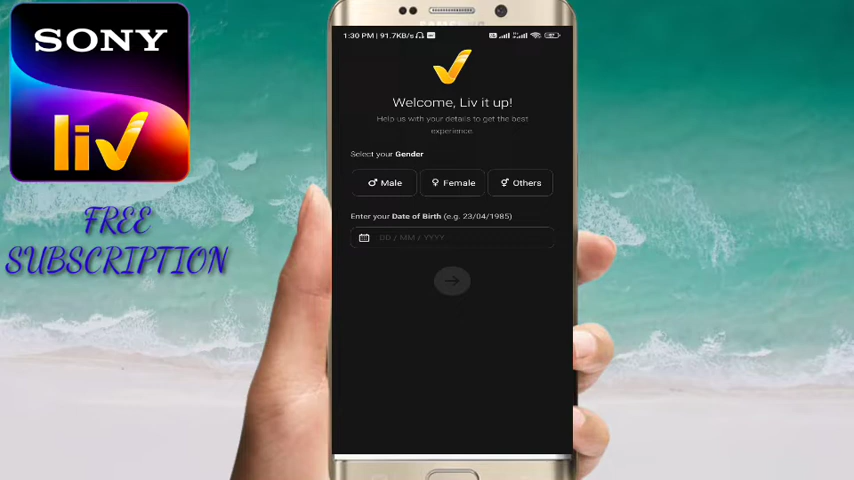 SONY
liv
FREE
SUBSCRIPTION
1:30 PM | 91.7KB/s
Welcome, Liv it up!
Help us with your details to get the best
experience.
Select your Gender
Male
Female
Others
Enter your Date of Birth (e.g. 23/04/1985)
DD / MM / YYYY